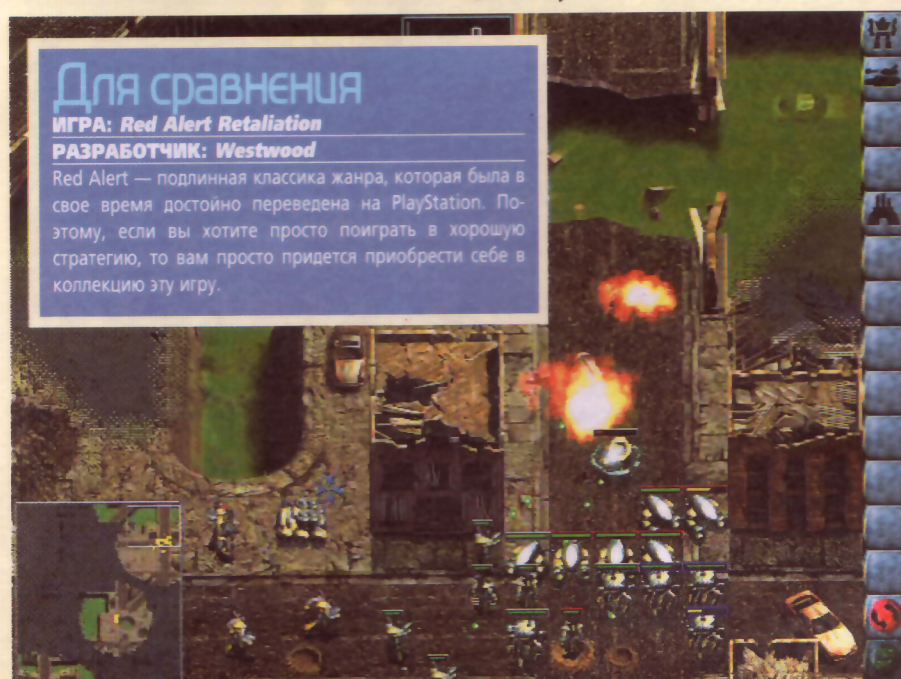 Для сравнения
ИГРА: Red Alert Retaliation
РАЗРАБОТЧИК: Westwood
Red Alert — подлинная классика жанра, которая была в
свое время достойно переведена на PlayStation. По-
этому, если вы хотите просто поиграть в хорошую
стратегию, то вам просто придется приобрести себе в
коллекцию эту игру.